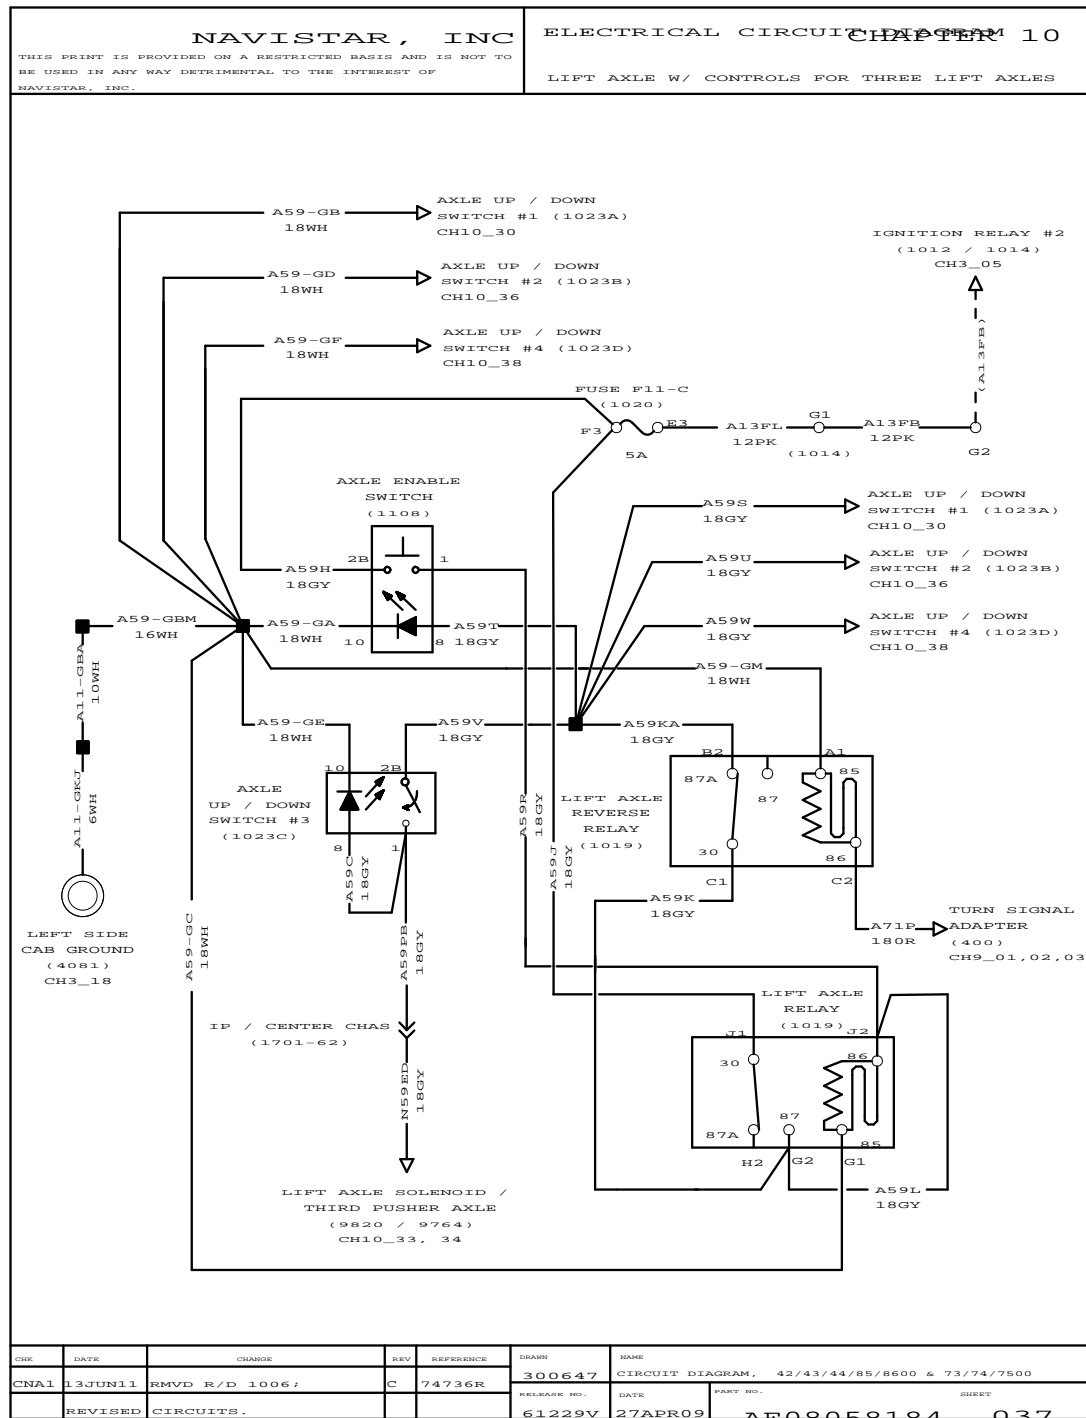 NAVISTAR, INC
THIS PRINT IS PROVIDED ON A RESTRICTED BASIS AND IS NOT TO
BE USED IN ANY WAY DETRIMENTAL TO THE INTEREST OF
NAVISTAR, INC.
ELECTRICAL CIRCUIT DIAGRAM
CHAPTER 10
LIFT AXLE W/ CONTROLS FOR THREE LIFT AXLES
A59-GB
18WH
AXLE UP / DOWN
SWITCH #1 (1023A)
CH10_30
A59-GD
18WH
AXLE UP / DOWN
SWITCH #2 (1023B)
CH10_36
A59-GF
18WH
AXLE UP / DOWN
SWITCH #4 (1023D)
CH10_38
IGNITION RELAY #2
(1012 / 1014)
CH3_05
(A13FB)
FUSE F11-C
(1020)
F3
E3
5A
A13FL
12PK
G1
(1014)
A13FB
12PK
G2
AXLE ENABLE
SWITCH
(1108)
2B
1
A59H
18GY
10
8
A59S
18GY
AXLE UP / DOWN
SWITCH #1 (1023A)
CH10_30
A59U
18GY
AXLE UP / DOWN
SWITCH #2 (1023B)
CH10_36
A59W
18GY
AXLE UP / DOWN
SWITCH #4 (1023D)
CH10_38
A59-GBM
16WH
A59-GA
18WH
A59T
18GY
A59-GM
18WH
A11-GBA
10WH
A11-GKJ
6WH
LEFT SIDE
CAB GROUND
(4081)
CH3_18
A59-GE
18WH
A59V
18GY
A59KA
18GY
10
2B
AXLE
UP / DOWN
SWITCH #3
(1023C)
8
1
A59C
18GY
A59R
18GY
A59J
18GY
LIFT AXLE
REVERSE
RELAY
(1019)
B2
A1
87A
87
85
30
86
C1
C2
A59K
18GY
A71P
180R
TURN SIGNAL
ADAPTER
(400)
CH9_01,02,03
A59-GC
18WH
A59PB
18GY
IP / CENTER CHAS
(1701-62)
N59ED
18GY
LIFT AXLE SOLENOID /
THIRD PUSHER AXLE
(9820 / 9764)
CH10_33, 34
LIFT AXLE
RELAY
(1019)
J1
J2
30
86
87A
87
85
H2
G2
G1
A59L
18GY
CHK DATE CHANGE REV REFERENCE
CNA1 13JUN11 RMVD R/D 1006; C 74736R
REVISED CIRCUITS.
DRAWN
300647
NAME
CIRCUIT DIAGRAM, 42/43/44/85/8600 & 73/74/7500
RELEASE NO.
61229V
DATE
27APR09
PART NO.
AF08058184
SHEET
037